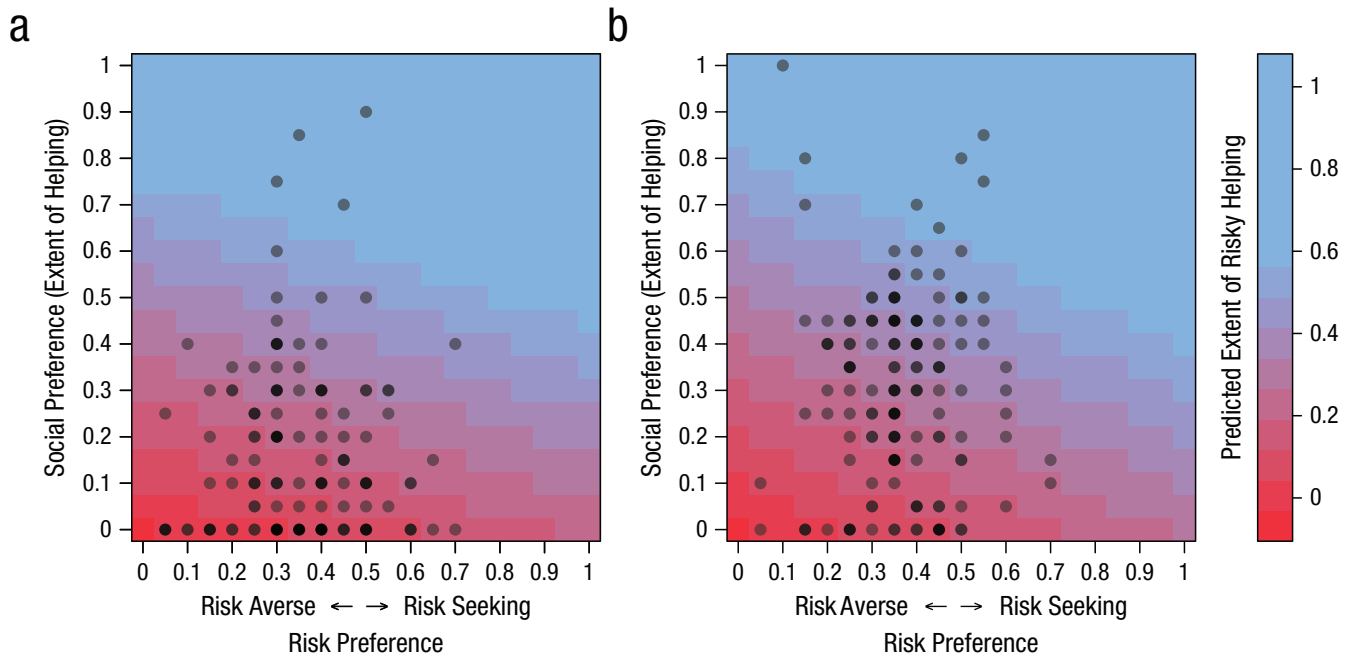 a
Social Preference (Extent of Helping)
1
0.9
0.8
0.7
0.6
0.5
0.4
0.3
0.2
0.1
0
0 0.1 0.2 0.3 0.4 0.5 0.6 0.7 0.8 0.9 1
Risk Averse ← → Risk Seeking
Risk Preference
b
Social Preference (Extent of Helping)
1
0.9
0.8
0.7
0.6
0.5
0.4
0.3
0.2
0.1
0
0 0.1 0.2 0.3 0.4 0.5 0.6 0.7 0.8 0.9 1
Risk Averse ← → Risk Seeking
Risk Preference
Predicted Extent of Risky Helping
1
0.8
0.6
0.4
0.2
0